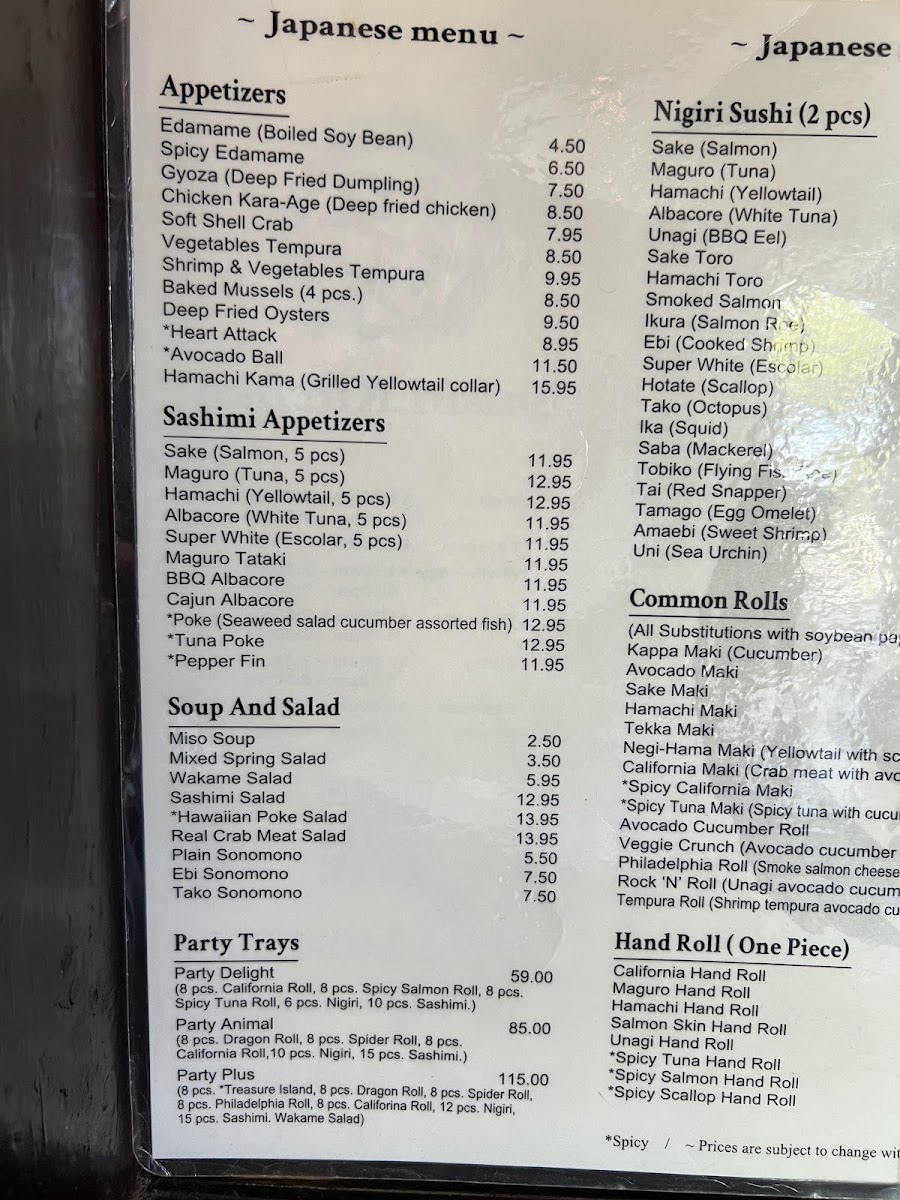 ~ Japanese menu ~
Appetizers
Edamame (Boiled Soy Bean) 4.50
Spicy Edamame 6.50
Gyoza (Deep Fried Dumpling) 7.50
Chicken Kara-Age (Deep fried chicken) 8.50
Soft Shell Crab 7.95
Vegetables Tempura 8.50
Shrimp & Vegetables Tempura 9.95
Baked Mussels (4 pcs.) 8.50
Deep Fried Oysters 9.50
*Heart Attack 8.95
*Avocado Ball 11.50
Hamachi Kama (Grilled Yellowtail collar) 15.95
Sashimi Appetizers
Sake (Salmon, 5 pcs) 11.95
Maguro (Tuna, 5 pcs) 12.95
Hamachi (Yellowtail, 5 pcs) 12.95
Albacore (White Tuna, 5 pcs) 11.95
Super White (Escolar, 5 pcs) 11.95
Maguro Tataki 11.95
BBQ Albacore 11.95
Cajun Albacore 11.95
*Poke (Seaweed salad cucumber assorted fish) 12.95
*Tuna Poke 12.95
*Pepper Fin 11.95
Soup And Salad
Miso Soup 2.50
Mixed Spring Salad 3.50
Wakame Salad 5.95
Sashimi Salad 12.95
*Hawaiian Poke Salad 13.95
Real Crab Meat Salad 13.95
Plain Sonomono 5.50
Ebi Sonomono 7.50
Tako Sonomono 7.50
Party Trays
Party Delight 59.00
(8 pcs. California Roll, 8 pcs. Spicy Salmon Roll, 8 pcs.
Spicy Tuna Roll, 6 pcs. Nigiri, 10 pcs. Sashimi.)
Party Animal 85.00
(8 pcs. Dragon Roll, 8 pcs. Spider Roll, 8 pcs.
California Roll,10 pcs. Nigiri, 15 pcs. Sashimi.)
Party Plus 115.00
(8 pcs. *Treasure Island, 8 pcs. Dragon Roll, 8 pcs. Spider Roll,
8 pcs. Philadelphia Roll, 8 pcs. Califorina Roll, 12 pcs. Nigiri,
15 pcs. Sashimi. Wakame Salad)
~ Japanese
Nigiri Sushi (2 pcs)
Sake (Salmon)
Maguro (Tuna)
Hamachi (Yellowtail)
Albacore (White Tuna)
Unagi (BBQ Eel)
Sake Toro
Hamachi Toro
Smoked Salmon
Ikura (Salmon Roe)
Ebi (Cooked Shrimp)
Super White (Escolar)
Hotate (Scallop)
Tako (Octopus)
Ika (Squid)
Saba (Mackerel)
Tobiko (Flying
Tai (Red Snapper)
Tamago (Egg Omelet)
Amaebi (Sweet Shrimp)
Uni (Sea Urchin)
Common Rolls
(All Substitutions with soybean
Kappa Maki (Cucumber)
Avocado Maki
Sake Maki
Hamachi Maki
Tekka Maki
Negi-Hama Maki (Yellowtail with
California Maki (Crab meat with
*Spicy California Maki
*Spicy Tuna Maki (Spicy tuna with
Avocado Cucumber Roll
Veggie Crunch (Avocado cucumber
Philadelphia Roll (Smoke salmon cheese
Rock 'N' Roll (Unagi avocado
Tempura Roll (Shrimp tempura avocado
Hand Roll ( One Piece)
California Hand Roll
Maguro Hand Roll
Hamachi Hand Roll
Salmon Skin Hand Roll
Unagi Hand Roll
*Spicy Tuna Hand Roll
*Spicy Salmon Hand Roll
*Spicy Scallop Hand Roll
*Spicy / ~ Prices are subject to change